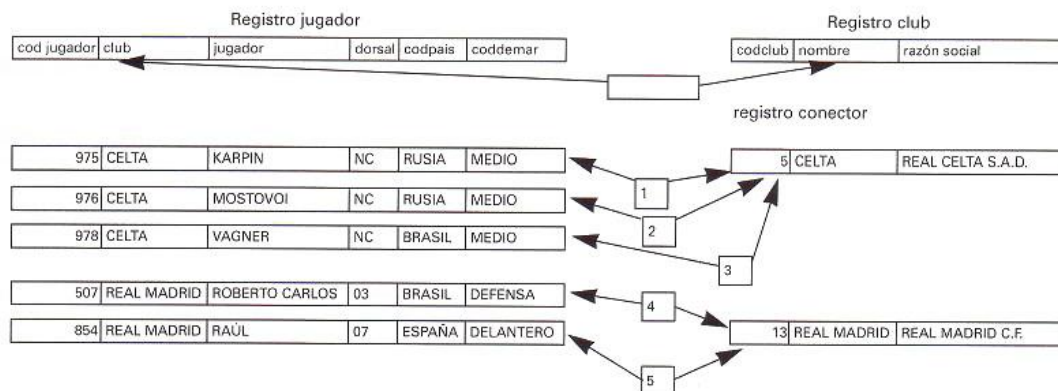 Registro jugador
Registro club
cod jugador club jugador dorsal codpais coddemar
codclub nombre razón social
registro conector
975 CELTA KARPIN NC RUSIA MEDIO
5 CELTA REAL CELTA S.A.D.
1
976 CELTA MOSTOVOI NC RUSIA MEDIO
2
978 CELTA VAGNER NC BRASIL MEDIO
3
507 REAL MADRID ROBERTO CARLOS 03 BRASIL DEFENSA
4
854 REAL MADRID RAÚL 07 ESPAÑA DELANTERO
13 REAL MADRID REAL MADRID C.F.
5